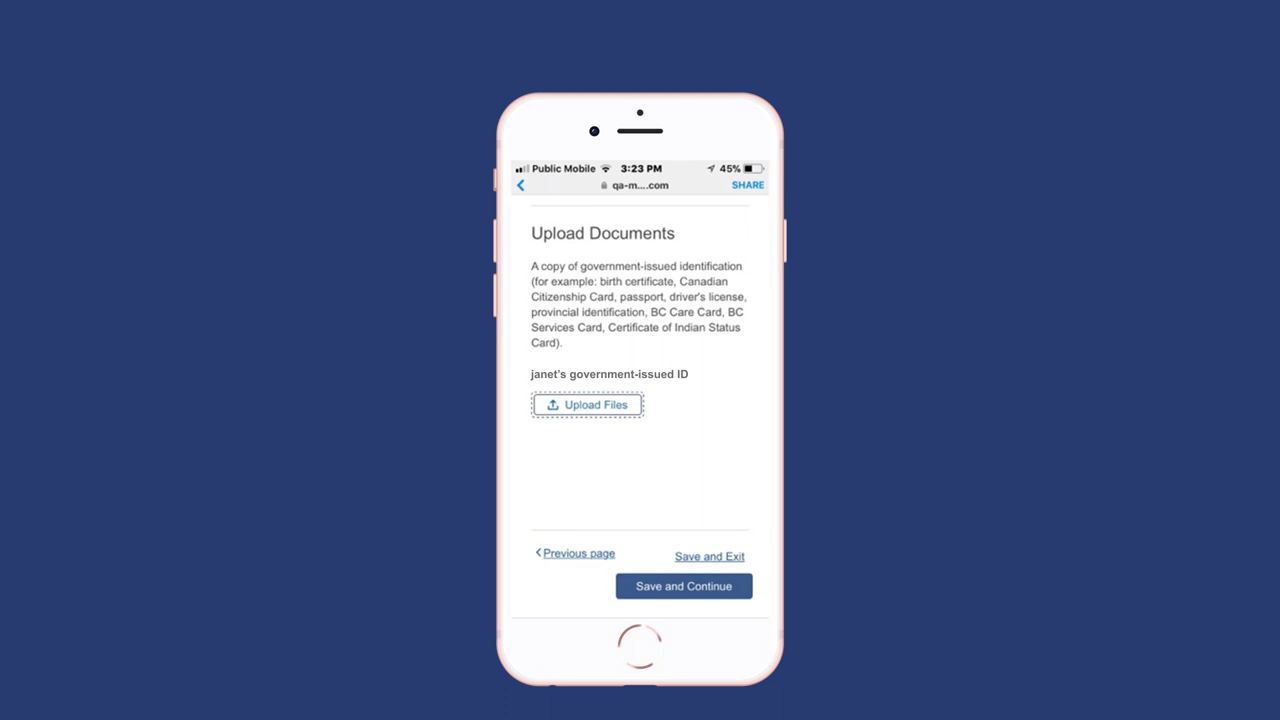 Public Mobile 3:23 PM 45%
qa-m....com SHARE
Upload Documents
A copy of government-issued identification
(for example: birth certificate, Canadian
Citizenship Card, passport, driver's license,
provincial identification, BC Care Card, BC
Services Card, Certificate of Indian Status
Card).
janet's government-issued ID
Upload Files
Previous page
Save and Exit
Save and Continue